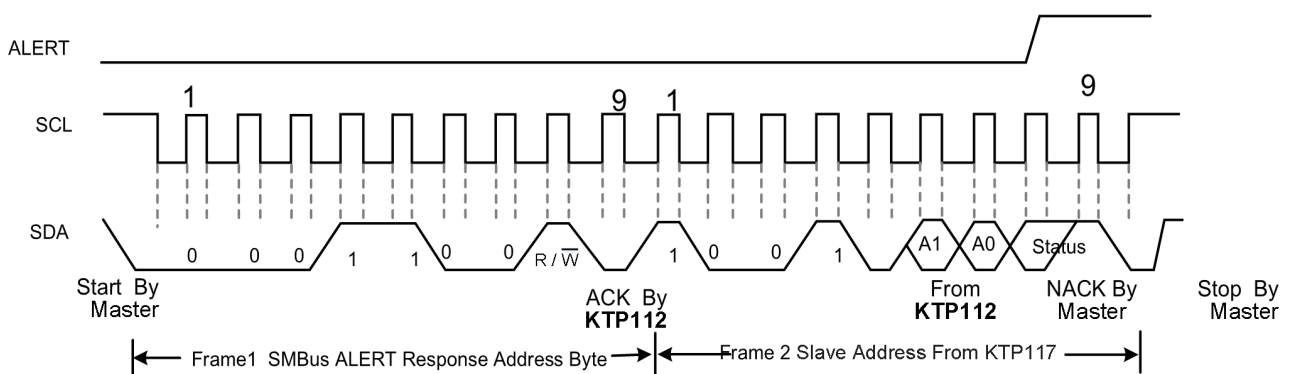 ALERT
1 9 1 9
SCL
SDA
0 0 0 1 1 0 0 R / W 1 0 0 1 A1 A0 Status
Start By
Master
ACK By
KTP112
From
KTP112
NACK By
Master
Stop By
Master
Frame1 SMBus ALERT Response Address Byte
Frame 2 Slave Address From KTP117